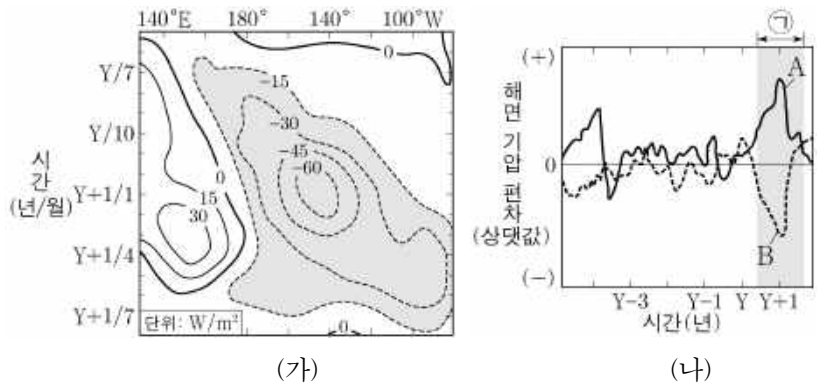 140°E 180° 140° 100°W
0
Y/7
−15
Y/10
−30
−45
−60
0
시간
(년/월)
Y+1/1
15
30
Y+1/4
Y+1/7
단위: W/m²
0
(가)
㉠
(+)
A
해면 기압 편차
(상댓값)
0
B
(−)
Y−3 Y−1 Y Y+1
시간(년)
(나)